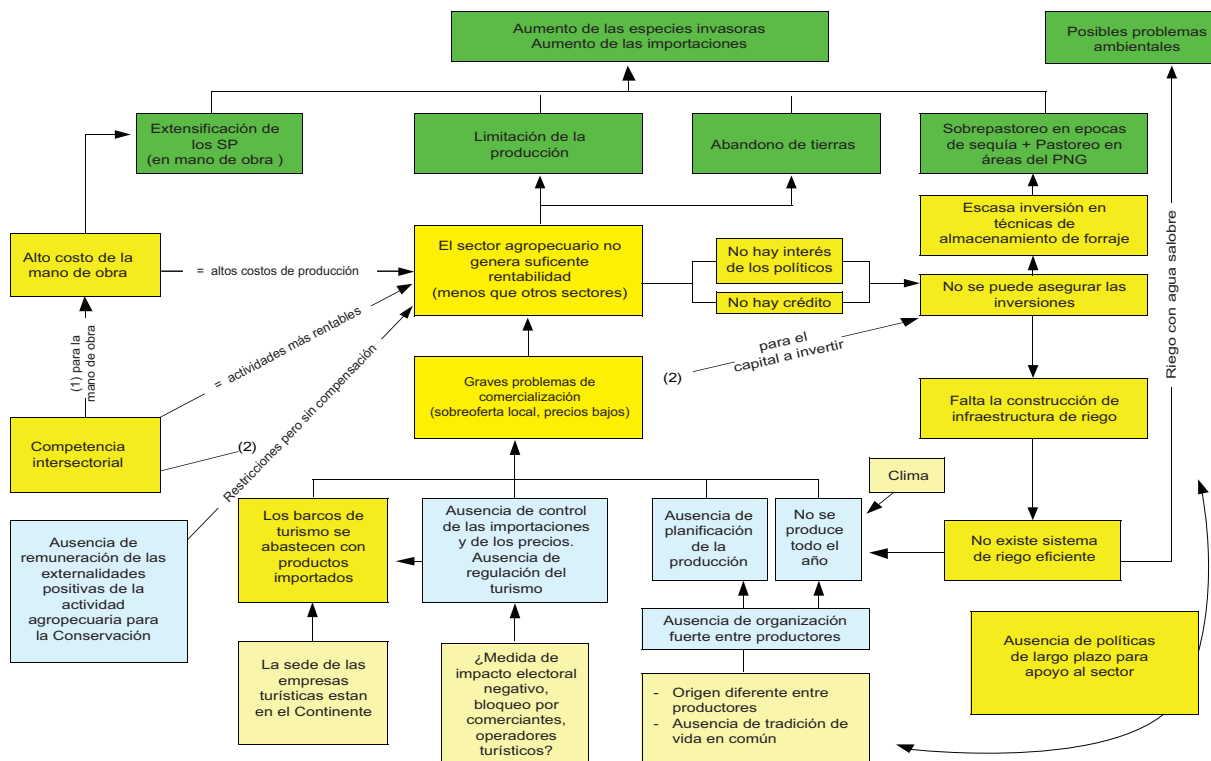 Aumento de las especies invasoras
Aumento de las importaciones
Posibles problemas
ambientales
Extensificación de
los SP
(en mano de obra )
Limitación de la
producción
Abandono de tierras
Sobrepastoreo en epocas
de sequía + Pastoreo en
áreas del PNG
Escasa inversión en
técnicas de
almacenamiento de forraje
Alto costo de la
mano de obra
= altos costos de producción
El sector agropecuario no
genera suficente
rentabilidad
(menos que otros sectores)
No hay interés
de los políticos
No hay crédito
No se puede asegurar las
inversiones
Riego con agua salobre
(1) para la
mano de obra
= actividades más rentables
Restricciones pero sin compensación
para el
capital a invertir
(2)
Graves problemas de
comercialización
(sobreoferta local, precios bajos)
Falta la construcción de
infraestructura de riego
Competencia
intersectorial
(2)
Clima
Ausencia de
remuneración de las
externalidades
positivas de la
actividad
agropecuaria para
la Conservación
Los barcos de
turismo se
abastecen con
productos
importados
Ausencia de control
de las importaciones
y de los precios.
Ausencia de
regulación del
turismo
Ausencia de
planificación
de la
producción
No se
produce
todo el
año
No existe sistema
de riego eficiente
Ausencia de organización
fuerte entre productores
Ausencia de políticas
de largo plazo para
apoyo al sector
La sede de las
empresas
turísticas estan
en el Continente
¿Medida de
impacto electoral
negativo,
bloqueo por
comerciantes,
operadores
turísticos?
- Origen diferente entre
productores
- Ausencia de tradición de
vida en común